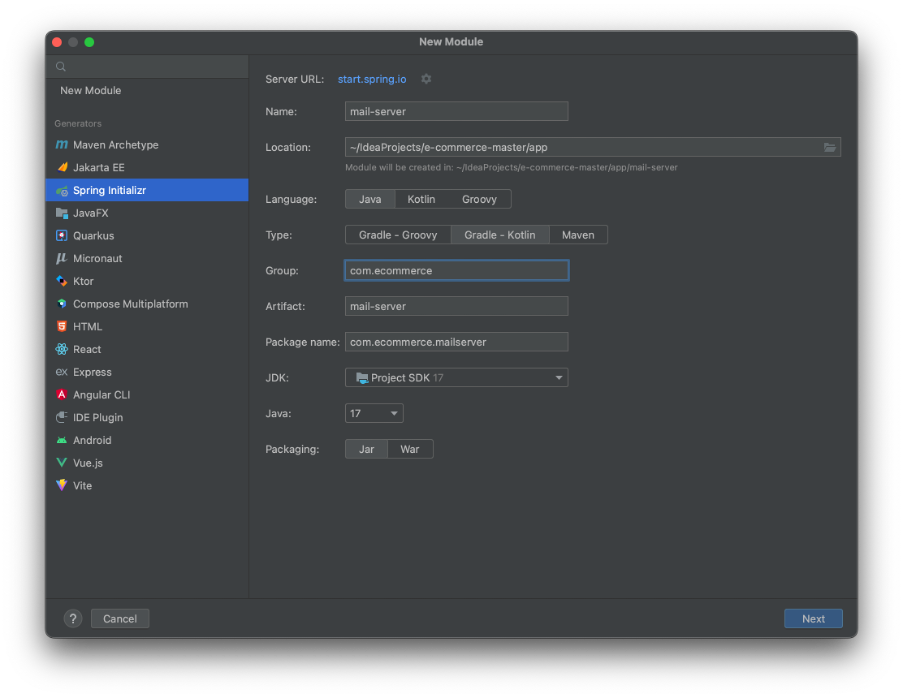 New Module
New Module
Generators
Maven Archetype
Jakarta EE
Spring Initializr
JavaFX
Quarkus
Micronaut
Ktor
Compose Multiplatform
HTML
React
ex Express
Angular CLI
IDE Plugin
Android
Vue.js
Vite
Server URL: start.spring.io
Name: mail-server
Location: ~/IdeaProjects/e-commerce-master/app
Module will be created in: ~/IdeaProjects/e-commerce-master/app/mail-server
Language: Java Kotlin Groovy
Type: Gradle - Groovy Gradle - Kotlin Maven
Group: com.ecommerce
Artifact: mail-server
Package name: com.ecommerce.mailserver
JDK: Project SDK 17
Java: 17
Packaging: Jar War
? Cancel Next